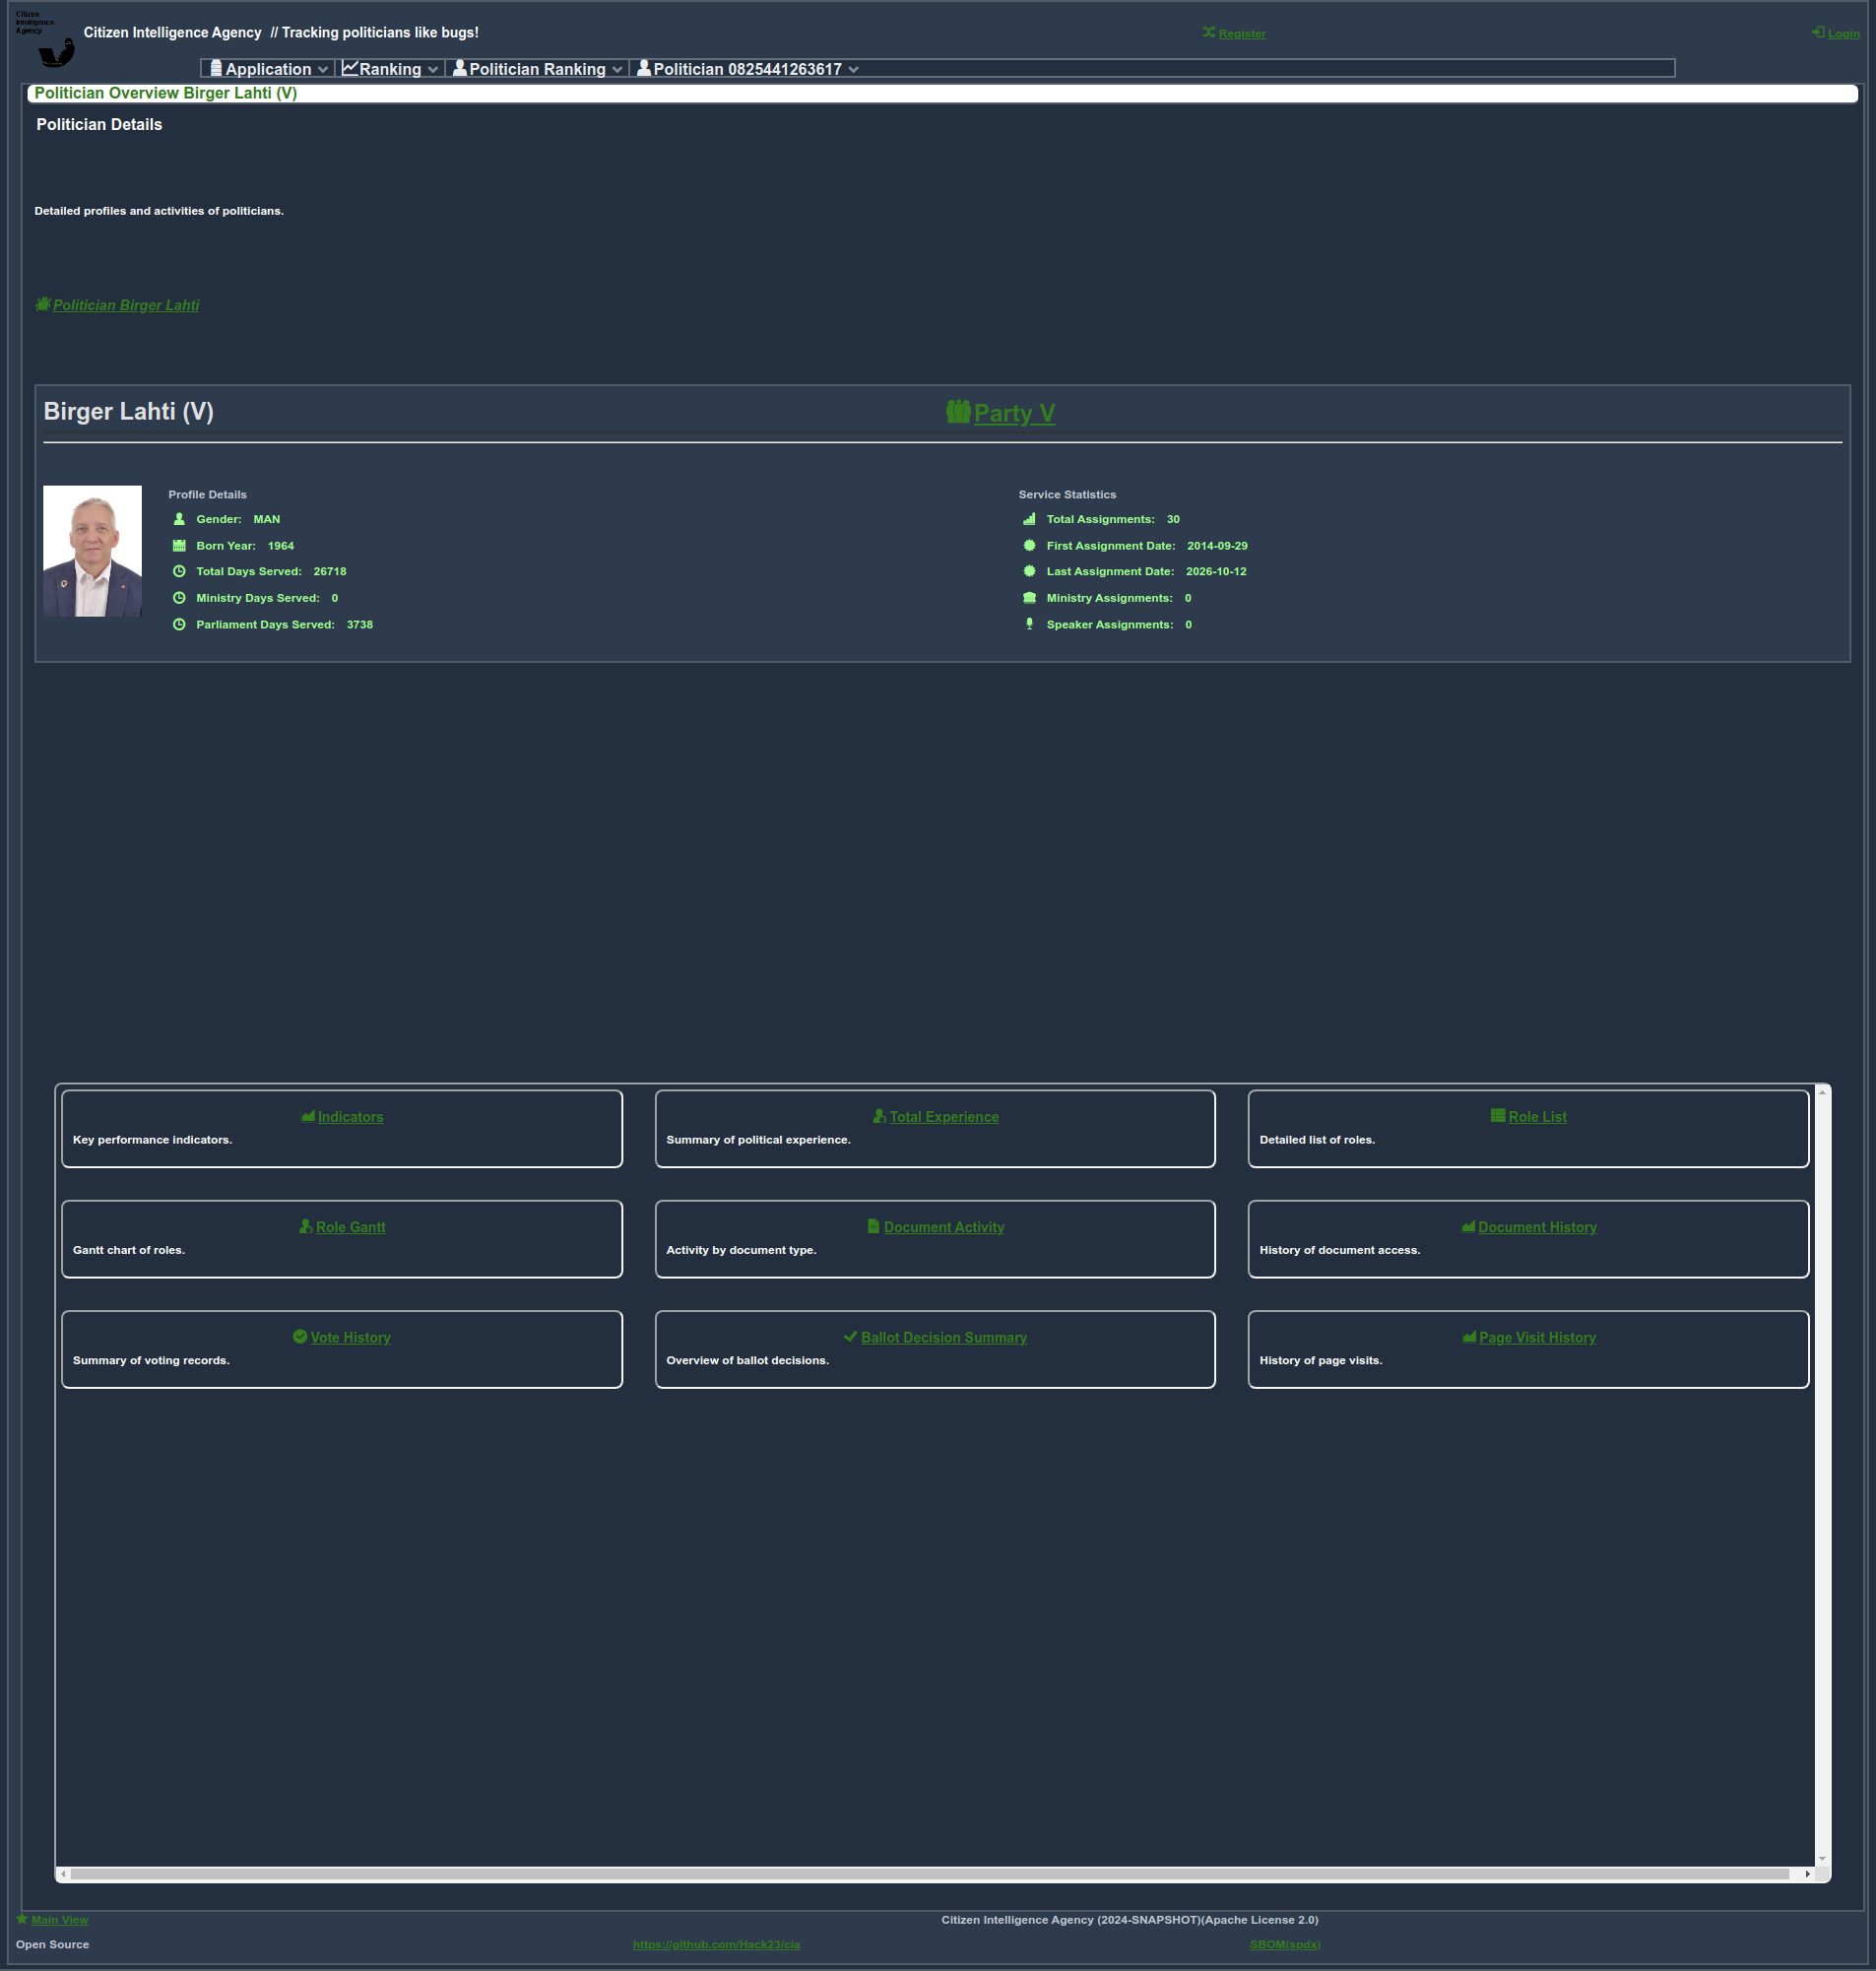 Citizen
Intelligence
Agency
Citizen Intelligence Agency // Tracking politicians like bugs!
Register
Login
Application
Ranking
Politician Ranking
Politician 0825441263617
Politician Overview Birger Lahti (V)
Politician Details
Detailed profiles and activities of politicians.
Politician Birger Lahti
Birger Lahti (V)
Party V
Profile Details
Gender: MAN
Born Year: 1964
Total Days Served: 26718
Ministry Days Served: 0
Parliament Days Served: 3738
Service Statistics
Total Assignments: 30
First Assignment Date: 2014-09-29
Last Assignment Date: 2026-10-12
Ministry Assignments: 0
Speaker Assignments: 0
Indicators
Key performance indicators.
Total Experience
Summary of political experience.
Role List
Detailed list of roles.
Role Gantt
Gantt chart of roles.
Document Activity
Activity by document type.
Document History
History of document access.
Vote History
Summary of voting records.
Ballot Decision Summary
Overview of ballot decisions.
Page Visit History
History of page visits.
Main View
Citizen Intelligence Agency (2024-SNAPSHOT)(Apache License 2.0)
Open Source
https://github.com/Hack23/cia
SBOM(spdx)